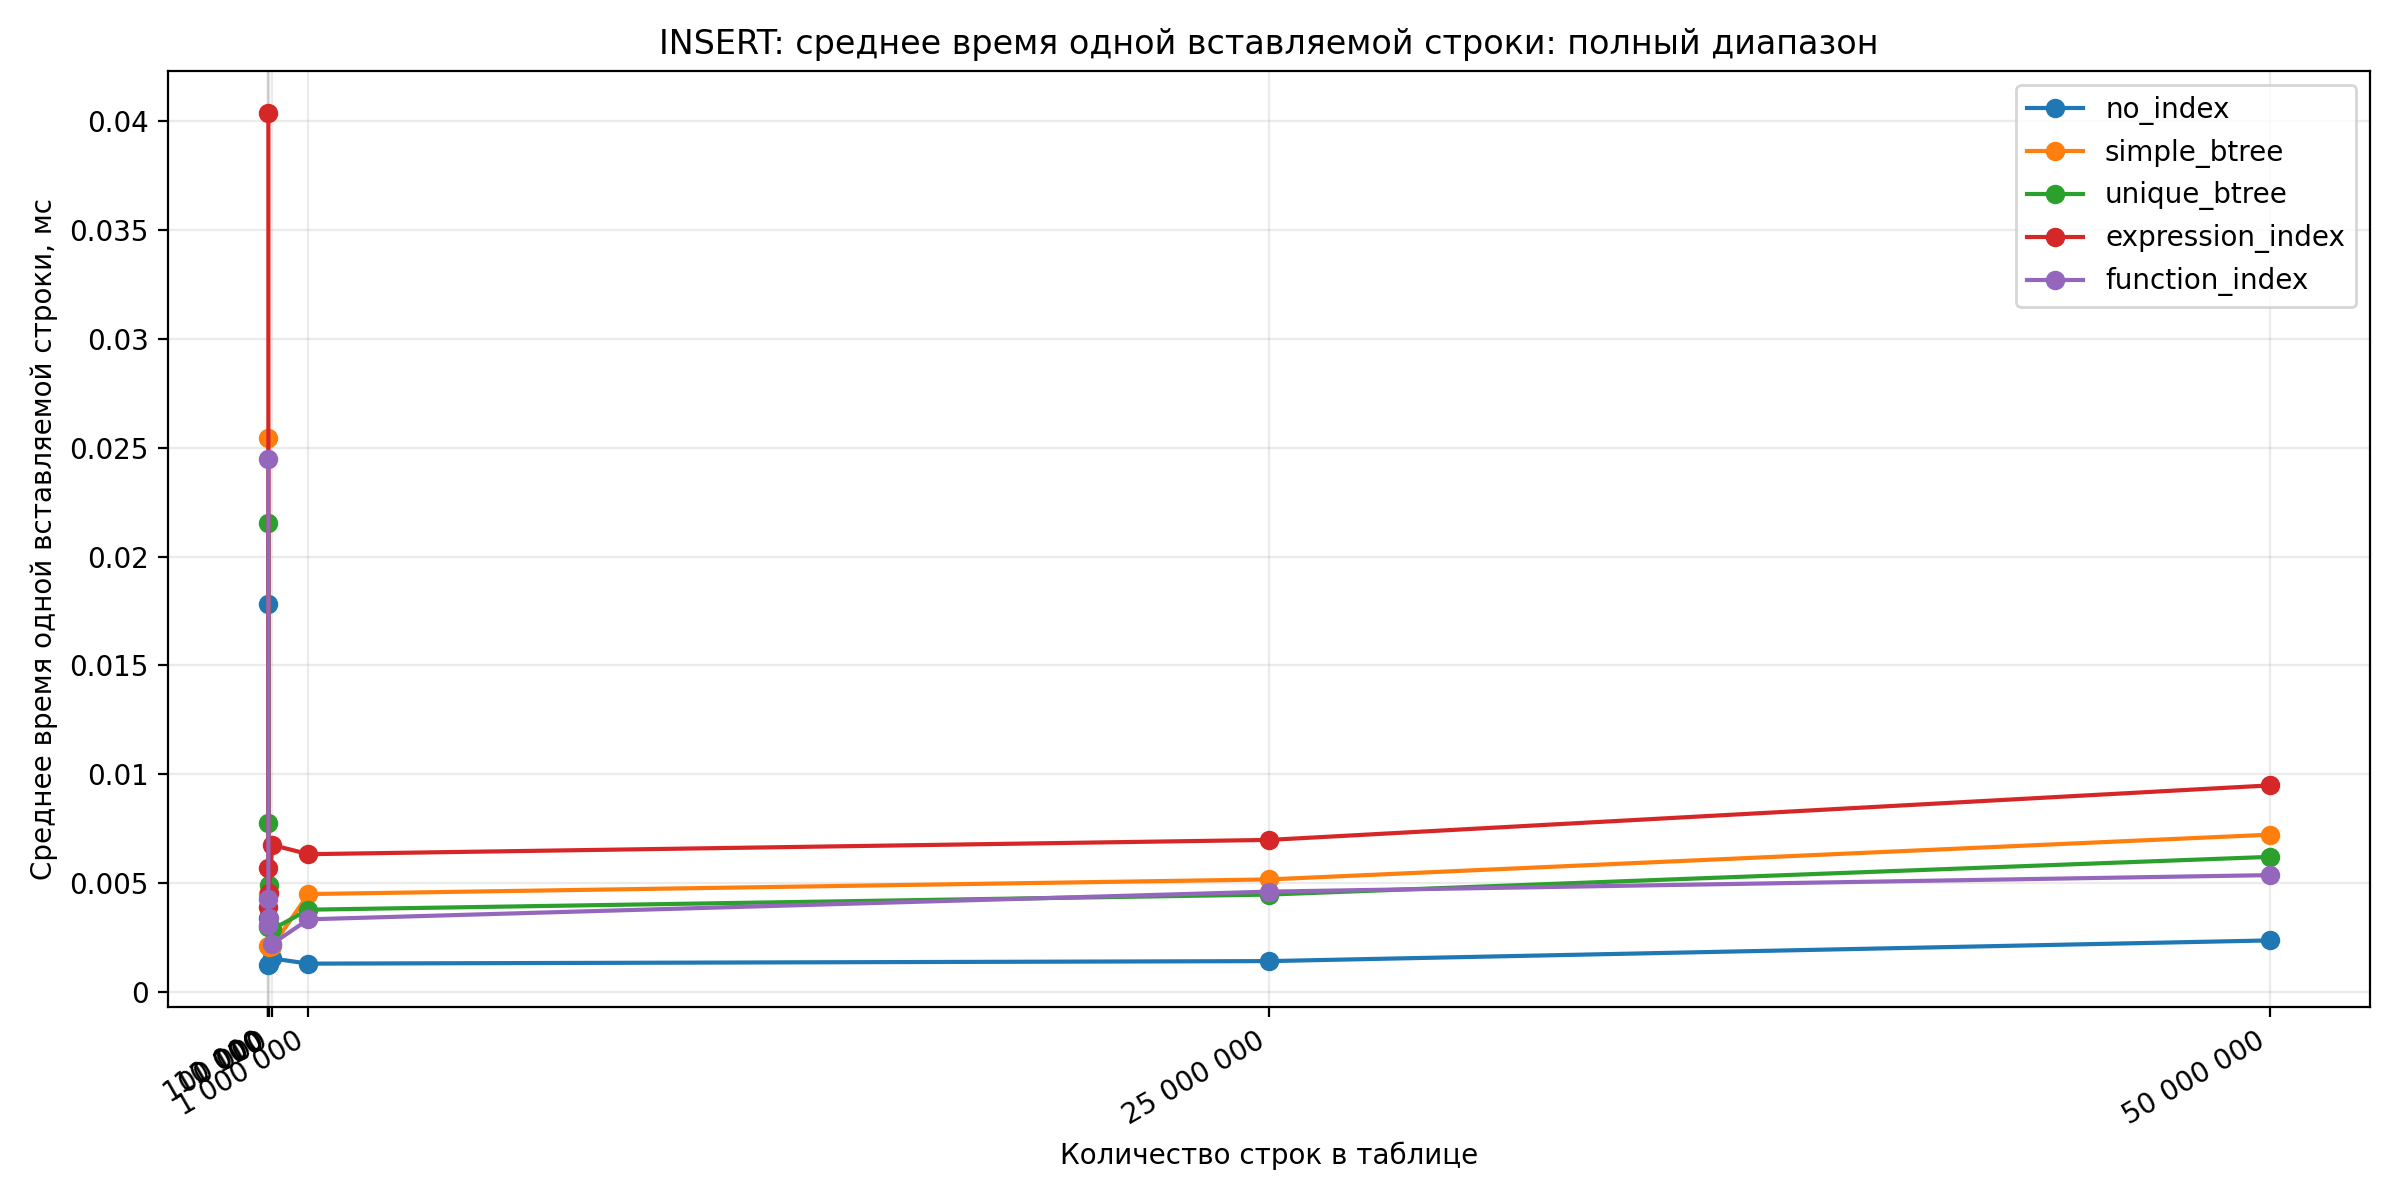 INSERT: среднее время одной вставляемой строки: полный диапазон
Среднее время одной вставляемой строки, мс
0.04
0.035
0.03
0.025
0.02
0.015
0.01
0.005
0
no_index
simple_btree
unique_btree
expression_index
function_index
1 000 000
25 000 000
50 000 000
Количество строк в таблице